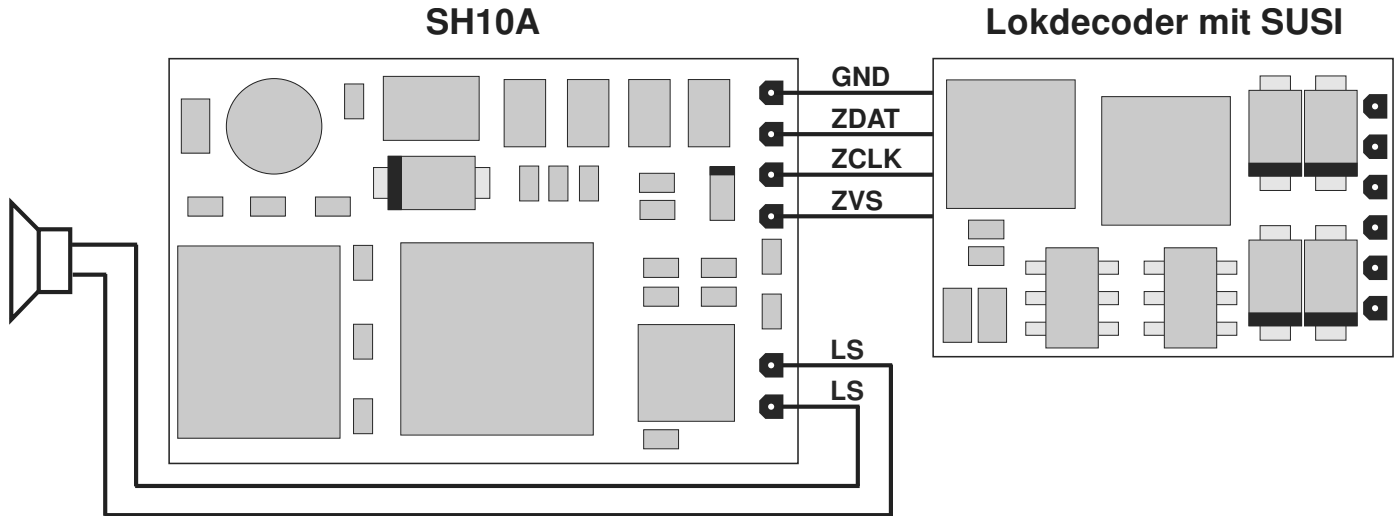 SH10A
Lokdecoder mit SUSI
GND
ZDAT
ZCLK
ZVS
LS
LS